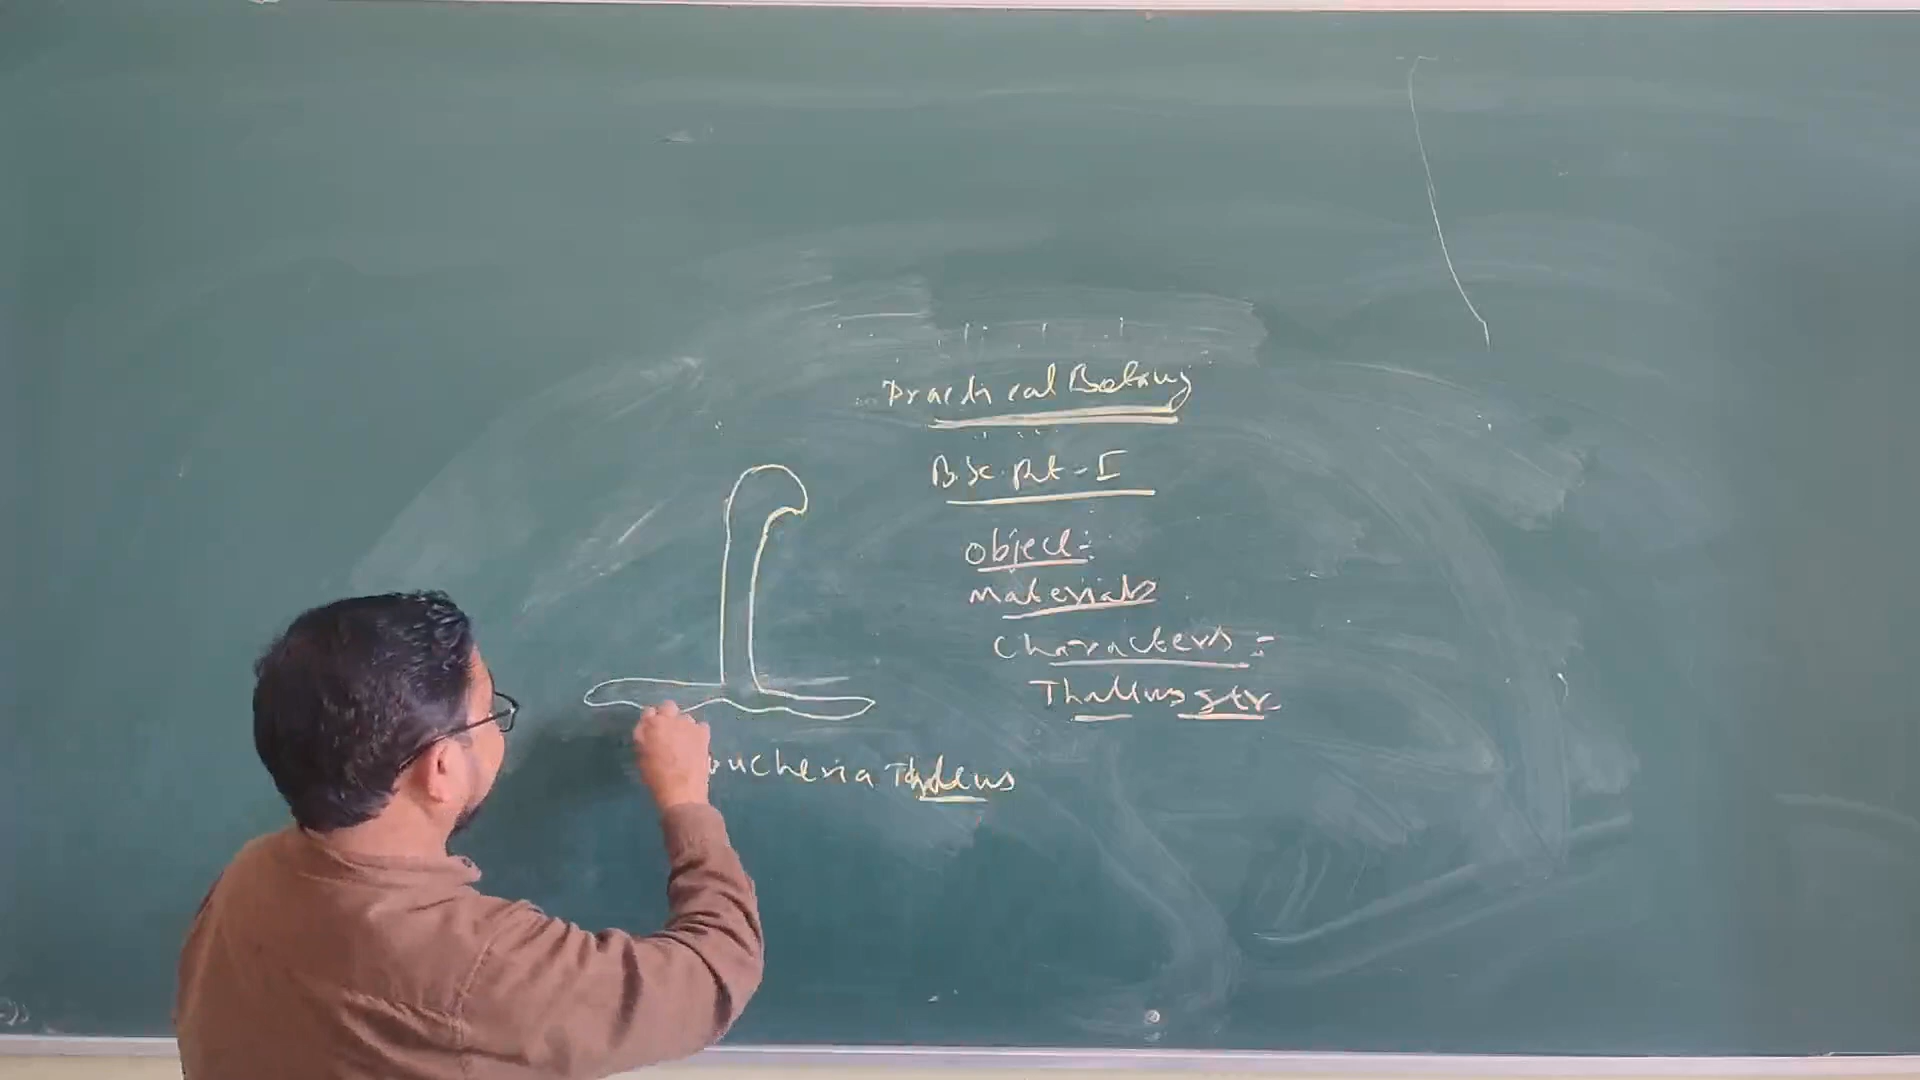 Practical Botany
B.Sc. Pt - I
Object :-
Materials
Characters :-
Thallus str.
oucheria Thallus